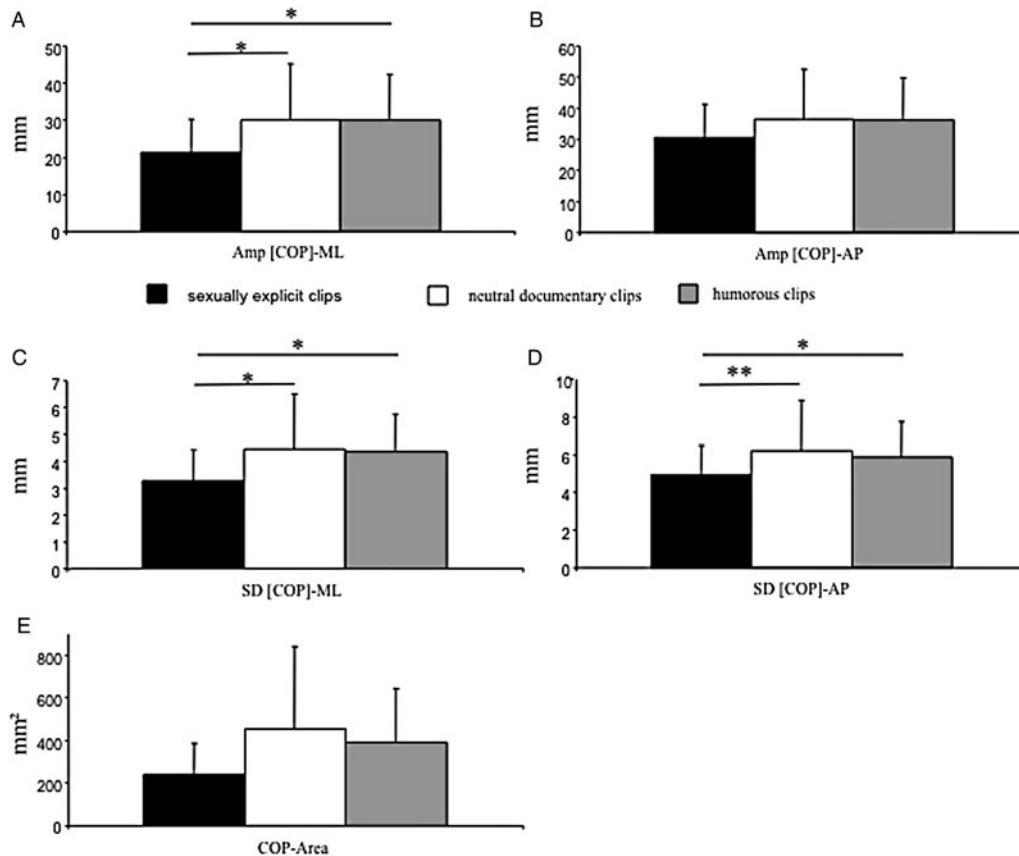 A
B
*
*
50
40
30
20
10
0
mm
Amp [COP]-ML
60
50
40
30
20
10
0
mm
Amp [COP]-AP
sexually explicit clips
neutral documentary clips
humorous clips
C
D
*
*
7
6
5
4
3
2
1
0
mm
SD [COP]-ML
*
**
10
8
6
4
2
0
mm
SD [COP]-AP
E
800
600
400
200
0
mm²
COP-Area